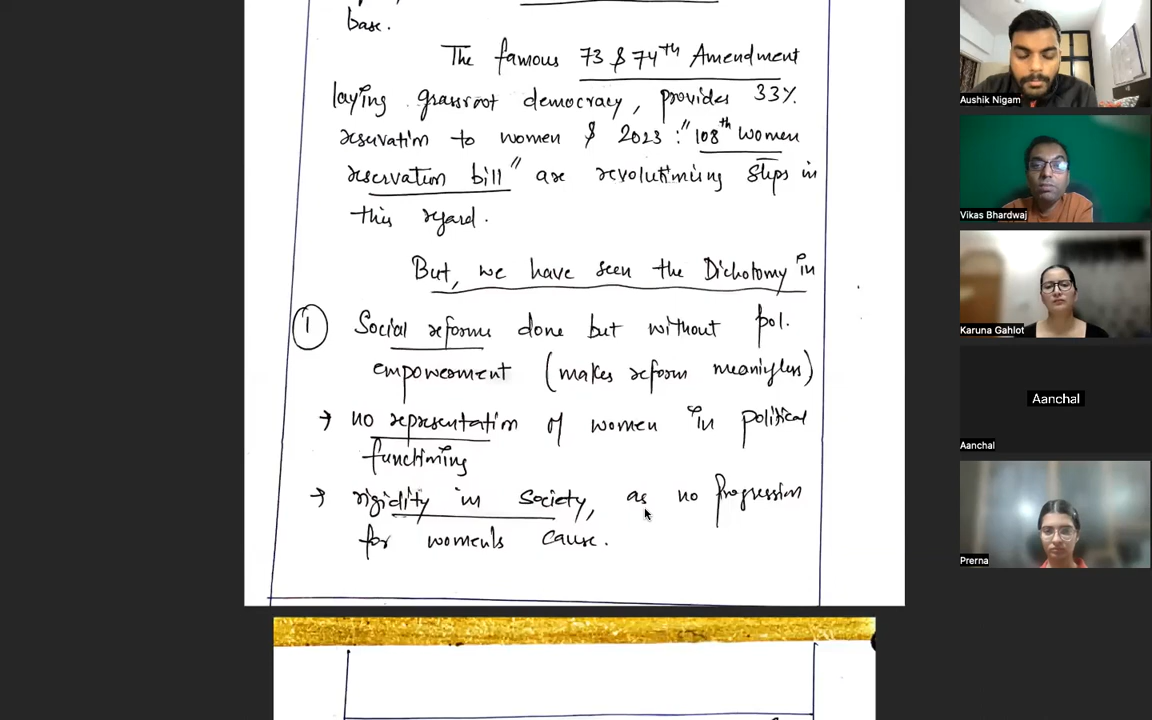 base.
The famous 73 & 74th Amendment
laying grassroot democracy, provides 33%
reservation to women & 2023 : "108th Women
reservation bill" are revolutioning steps in
this regard.
But, we have seen the Dichotomy in
1 Social reforms done but without pol.
empowerment (makes reform meaningless)
→ no representation of women in political
functioning
→ rigidity in society, as no progression
for women's cause.
Aushik Nigam
Vikas Bhardwaj
Karuna Gahlot
Aanchal
Aanchal
Prerna